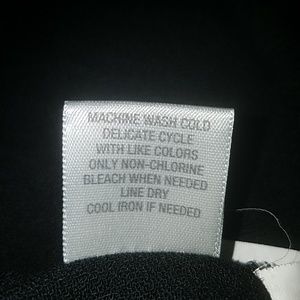 MACHINE WASH COLD
DELICATE CYCLE
WITH LIKE COLORS
ONLY NON-CHLORINE
BLEACH WHEN NEEDED
LINE DRY
COOL IRON IF NEEDED